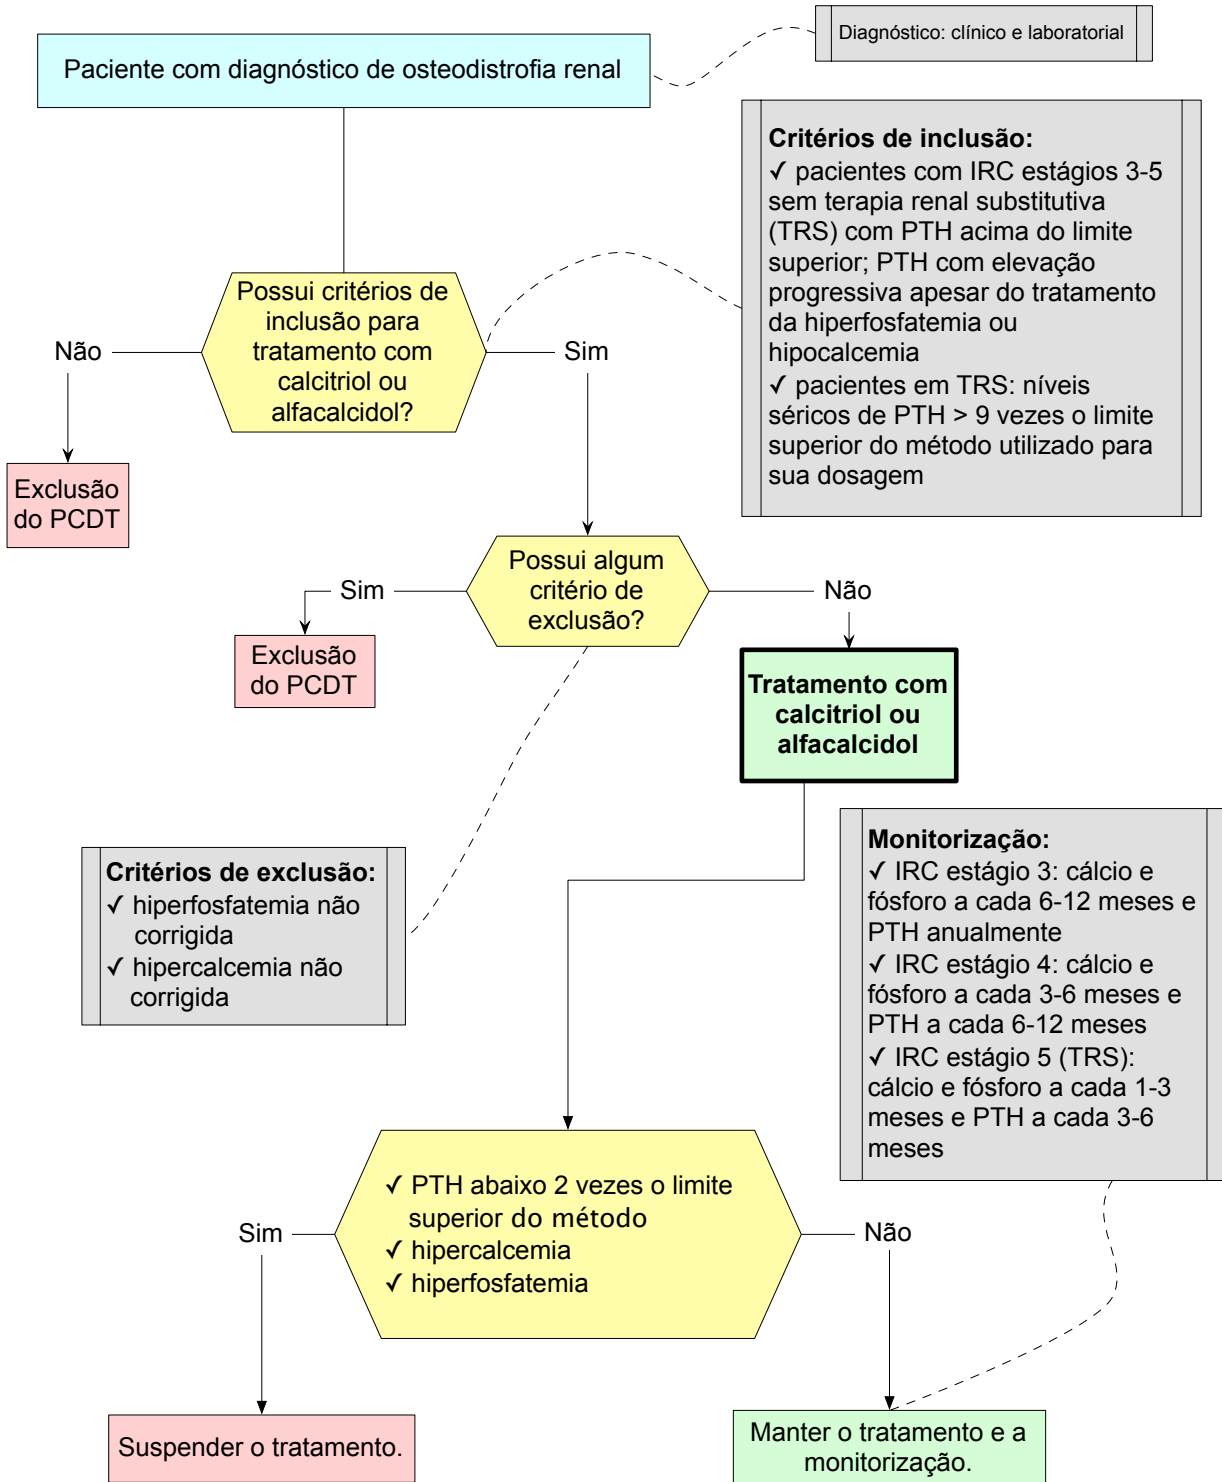 Diagnóstico: clínico e laboratorial
Paciente com diagnóstico de osteodistrofia renal
Critérios de inclusão:
✓ pacientes com IRC estágios 3-5
sem terapia renal substitutiva
(TRS) com PTH acima do limite
superior; PTH com elevação
progressiva apesar do tratamento
da hiperfosfatemia ou
hipocalcemia
✓ pacientes em TRS: níveis
séricos de PTH > 9 vezes o limite
superior do método utilizado para
sua dosagem
Possui critérios de
inclusão para
tratamento com
calcitriol ou
alfacalcidol?
Não
Sim
Exclusão
do PCDT
Possui algum
critério de
exclusão?
Sim
Não
Exclusão
do PCDT
Tratamento com
calcitriol ou
alfacalcidol
Critérios de exclusão:
✓ hiperfosfatemia não
corrigida
✓ hipercalcemia não
corrigida
Monitorização:
✓ IRC estágio 3: cálcio e
fósforo a cada 6-12 meses e
PTH anualmente
✓ IRC estágio 4: cálcio e
fósforo a cada 3-6 meses e
PTH a cada 6-12 meses
✓ IRC estágio 5 (TRS):
cálcio e fósforo a cada 1-3
meses e PTH a cada 3-6
meses
✓ PTH abaixo 2 vezes o limite
superior do método
✓ hipercalcemia
✓ hiperfosfatemia
Sim
Não
Suspender o tratamento.
Manter o tratamento e a
monitorização.